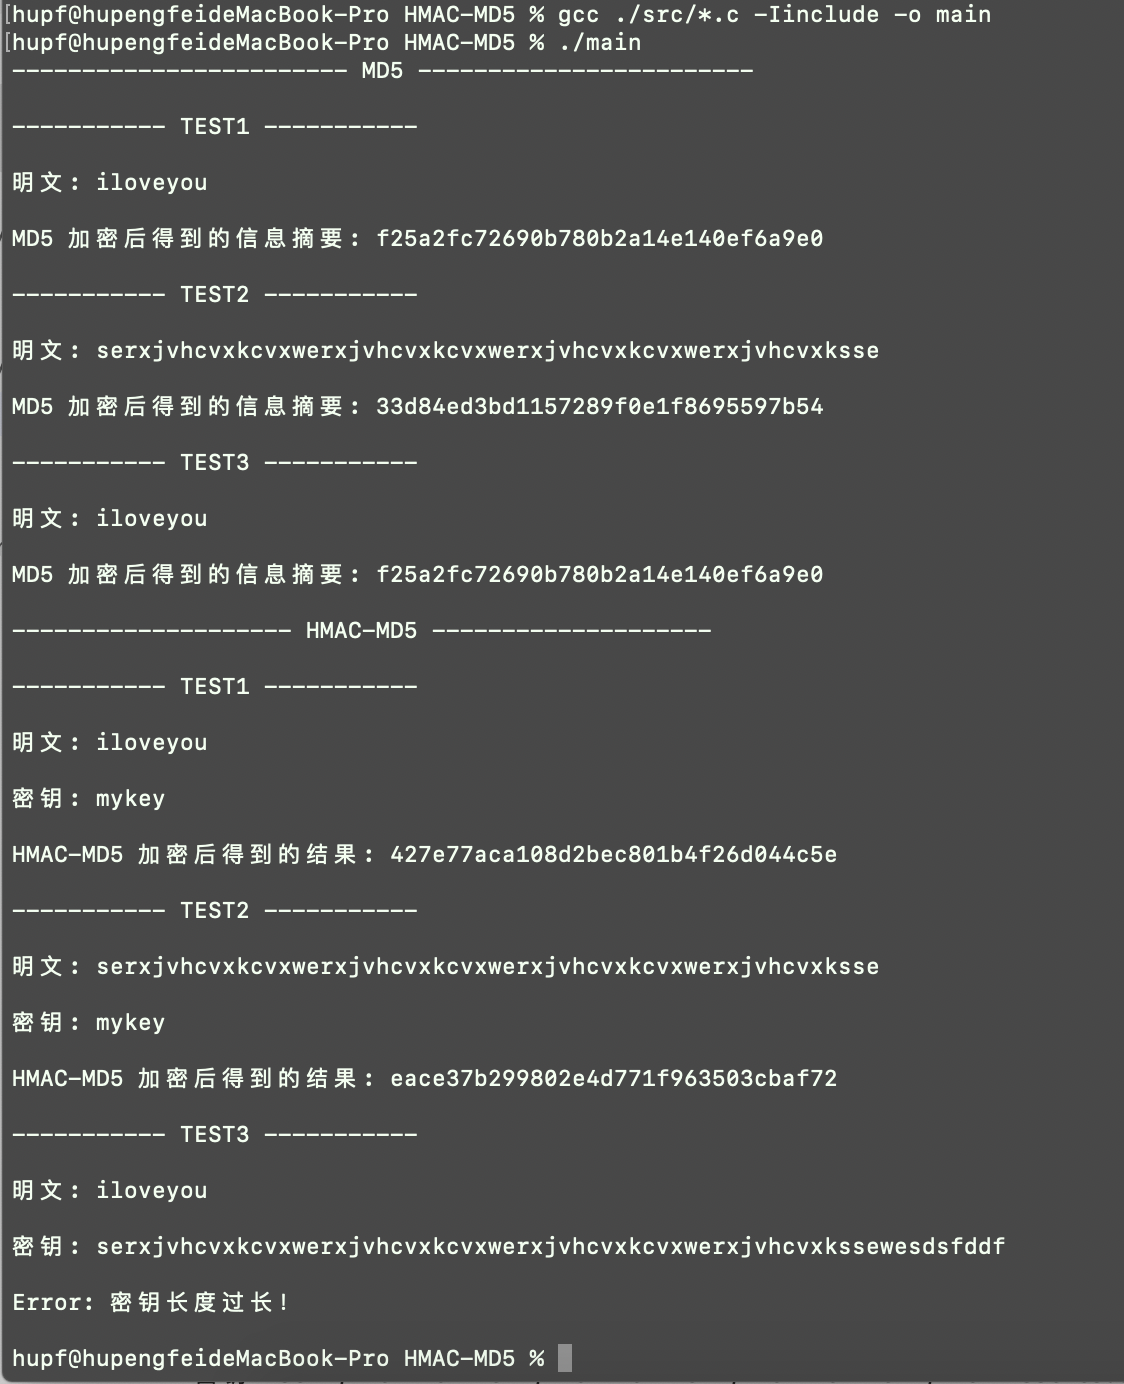 [hupf@hupengfeideMacBook-Pro HMAC-MD5 % gcc ./src/*.c -Iinclude -o main
[hupf@hupengfeideMacBook-Pro HMAC-MD5 % ./main
------------------------ MD5 ------------------------
----------- TEST1 -----------
明文: iloveyou
MD5 加密后得到的信息摘要: f25a2fc72690b780b2a14e140ef6a9e0
----------- TEST2 -----------
明文: serxjvhcvxkcvxwerxjvhcvxkcvxwerxjvhcvxkcvxwerxjvhcvxksse
MD5 加密后得到的信息摘要: 33d84ed3bd1157289f0e1f8695597b54
----------- TEST3 -----------
明文: iloveyou
MD5 加密后得到的信息摘要: f25a2fc72690b780b2a14e140ef6a9e0
-------------------- HMAC-MD5 --------------------
----------- TEST1 -----------
明文: iloveyou
密钥: mykey
HMAC-MD5 加密后得到的结果: 427e77aca108d2bec801b4f26d044c5e
----------- TEST2 -----------
明文: serxjvhcvxkcvxwerxjvhcvxkcvxwerxjvhcvxkcvxwerxjvhcvxksse
密钥: mykey
HMAC-MD5 加密后得到的结果: eace37b299802e4d771f963503cbaf72
----------- TEST3 -----------
明文: iloveyou
密钥: serxjvhcvxkcvxwerxjvhcvxkcvxwerxjvhcvxkcvxwerxjvhcvxkssewesdsfddf
Error: 密钥长度过长!
hupf@hupengfeideMacBook-Pro HMAC-MD5 %